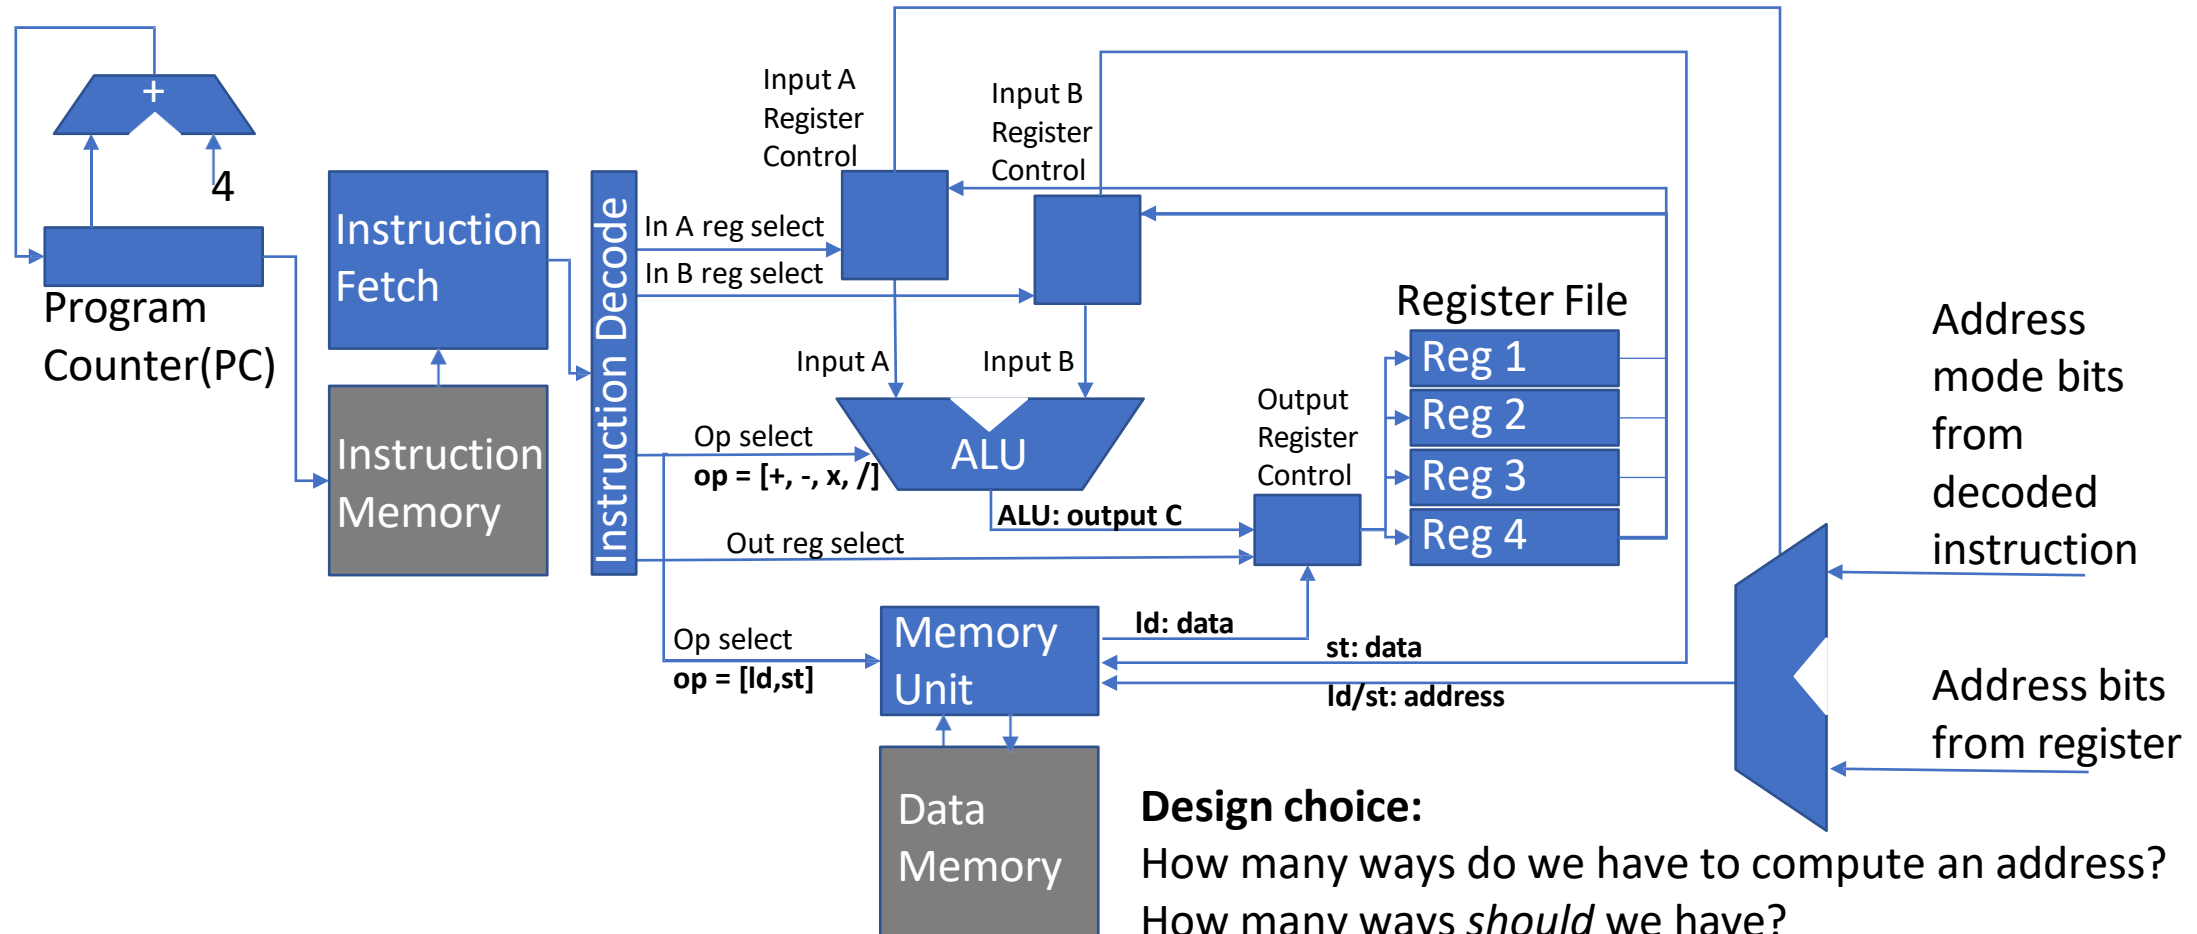 +
4
Program
Counter(PC)
Instruction
Fetch
Instruction
Memory
Instruction Decode
Input A
Register
Control
Input B
Register
Control
In A reg select
In B reg select
Input A
Input B
Op select
op = [+, -, x, /]
ALU
ALU: output C
Out reg select
Output
Register
Control
Register File
Reg 1
Reg 2
Reg 3
Reg 4
Op select
op = [ld,st]
Memory
Unit
ld: data
st: data
ld/st: address
Data
Memory
Address
mode bits
from
decoded
instruction
Address bits
from register
Design choice:
How many ways do we have to compute an address?
How many ways should we have?